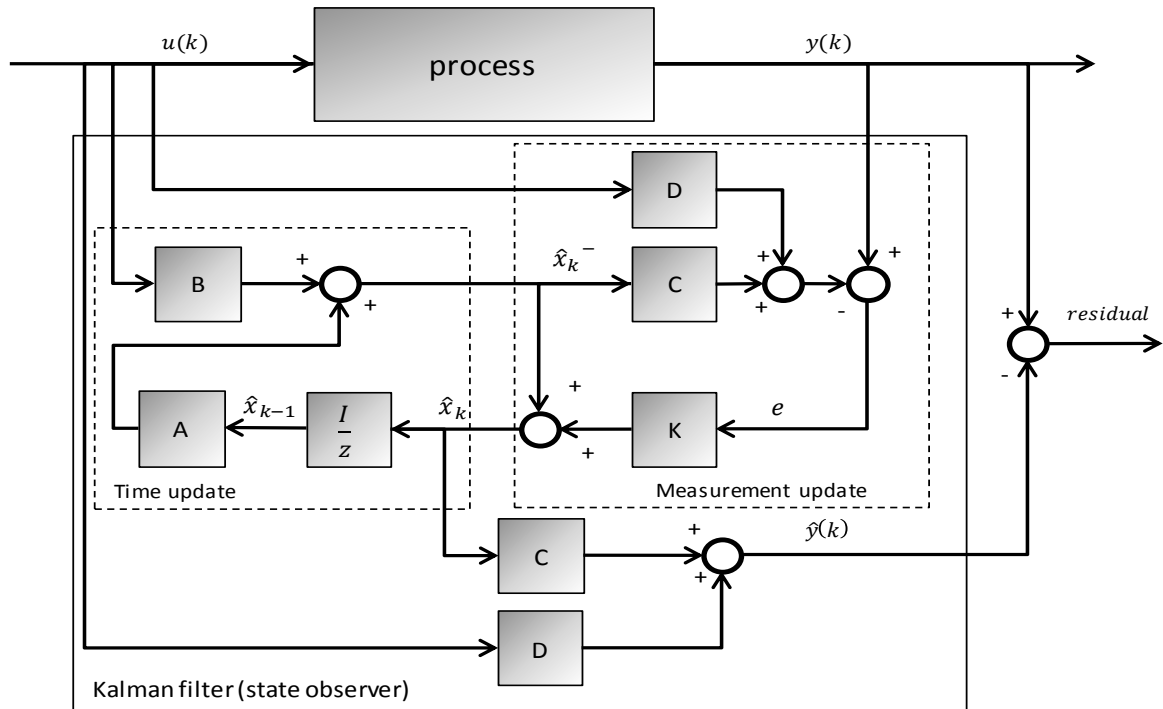 u(k)
process
y(k)
D
+
+
+
-
B
+
+
x̂ₖ⁻
C
+
+
residual
-
A
x̂ₖ₋₁
I
z
x̂ₖ
+
+
K
e
Time update
Measurement update
C
+
+
ŷ(k)
D
Kalman filter (state observer)